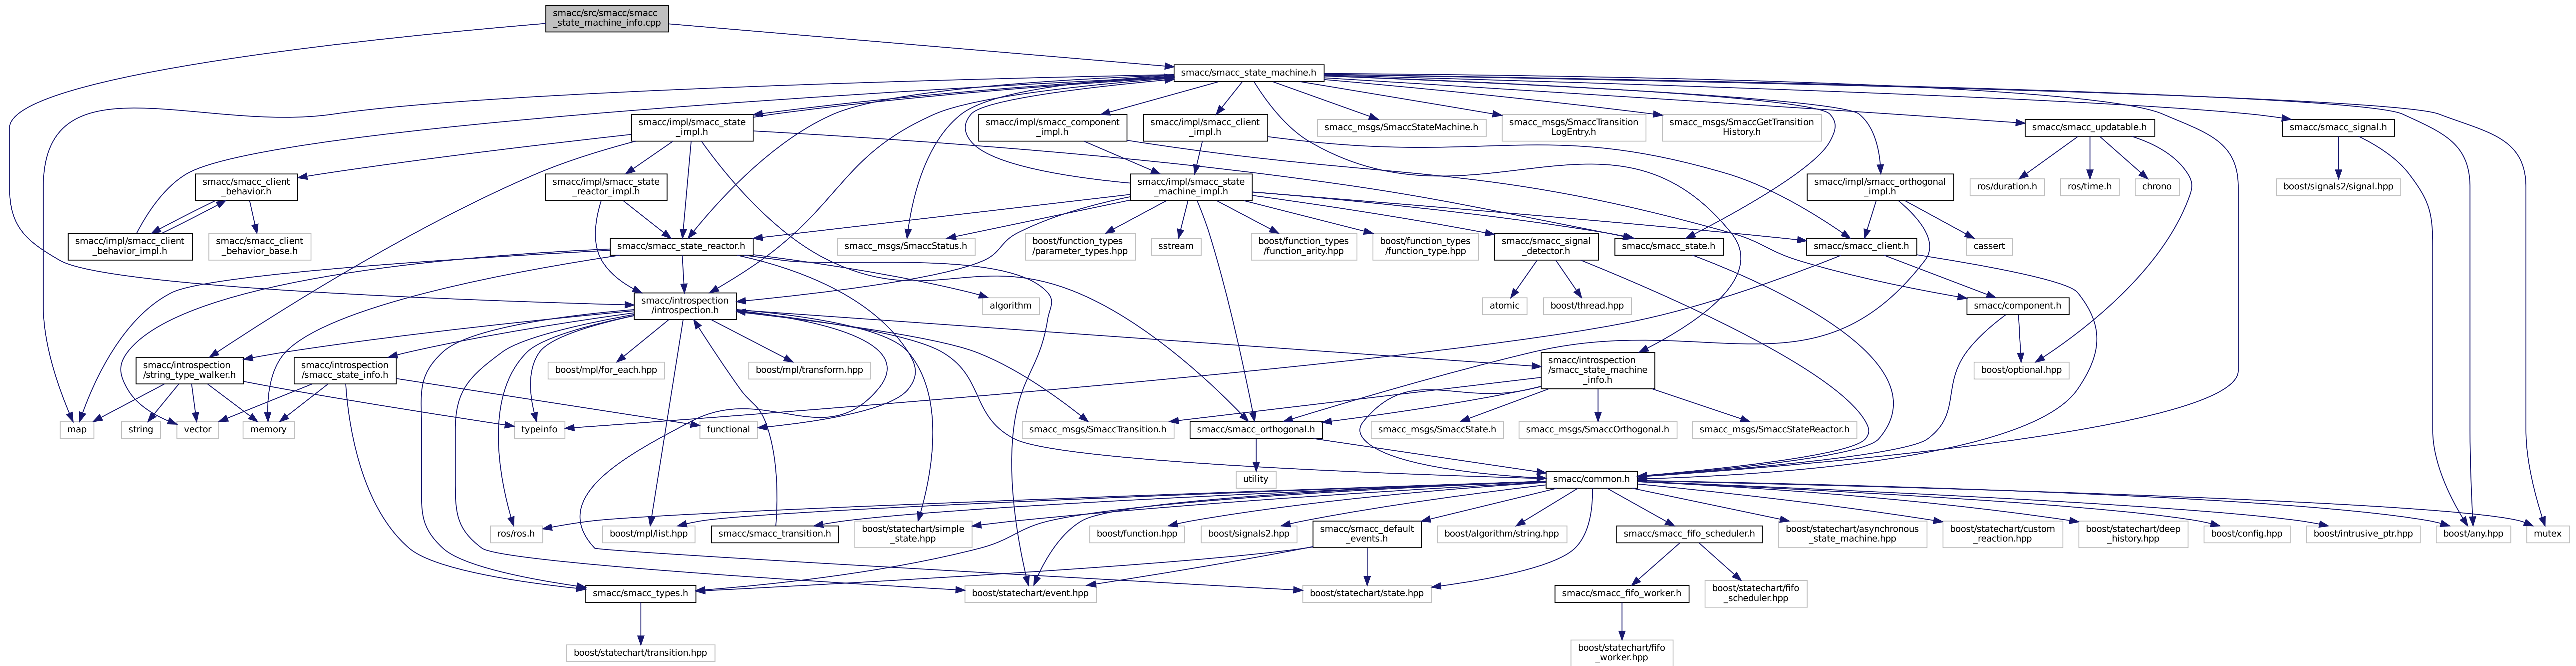 smacc/src/smacc/smacc
_state_machine_info.cpp
smacc/smacc_state_machine.h
smacc/impl/smacc_state
_impl.h
smacc/impl/smacc_component
_impl.h
smacc/impl/smacc_client
_impl.h
smacc_msgs/SmaccStateMachine.h
smacc_msgs/SmaccTransition
LogEntry.h
smacc_msgs/SmaccGetTransition
History.h
smacc/smacc_updatable.h
smacc/smacc_signal.h
smacc/smacc_client
_behavior.h
smacc/impl/smacc_state
_reactor_impl.h
smacc/impl/smacc_state
_machine_impl.h
smacc/impl/smacc_orthogonal
_impl.h
ros/duration.h
ros/time.h
chrono
boost/signals2/signal.hpp
smacc/impl/smacc_client
_behavior_impl.h
smacc/smacc_client
_behavior_base.h
smacc/smacc_state_reactor.h
smacc_msgs/SmaccStatus.h
boost/function_types
/parameter_types.hpp
sstream
boost/function_types
/function_arity.hpp
boost/function_types
/function_type.hpp
smacc/smacc_signal
_detector.h
smacc/smacc_state.h
smacc/smacc_client.h
cassert
smacc/introspection
/introspection.h
algorithm
atomic
boost/thread.hpp
smacc/component.h
smacc/introspection
/string_type_walker.h
smacc/introspection
/smacc_state_info.h
boost/mpl/for_each.hpp
boost/mpl/transform.hpp
smacc/introspection
/smacc_state_machine
_info.h
boost/optional.hpp
map
string
vector
memory
typeinfo
functional
smacc_msgs/SmaccTransition.h
smacc/smacc_orthogonal.h
smacc_msgs/SmaccState.h
smacc_msgs/SmaccOrthogonal.h
smacc_msgs/SmaccStateReactor.h
utility
smacc/common.h
ros/ros.h
boost/mpl/list.hpp
smacc/smacc_transition.h
boost/statechart/simple
_state.hpp
boost/function.hpp
boost/signals2.hpp
smacc/smacc_default
_events.h
boost/algorithm/string.hpp
smacc/smacc_fifo_scheduler.h
boost/statechart/asynchronous
_state_machine.hpp
boost/statechart/custom
_reaction.hpp
boost/statechart/deep
_history.hpp
boost/config.hpp
boost/intrusive_ptr.hpp
boost/any.hpp
mutex
smacc/smacc_types.h
boost/statechart/event.hpp
boost/statechart/state.hpp
smacc/smacc_fifo_worker.h
boost/statechart/fifo
_scheduler.hpp
boost/statechart/transition.hpp
boost/statechart/fifo
_worker.hpp